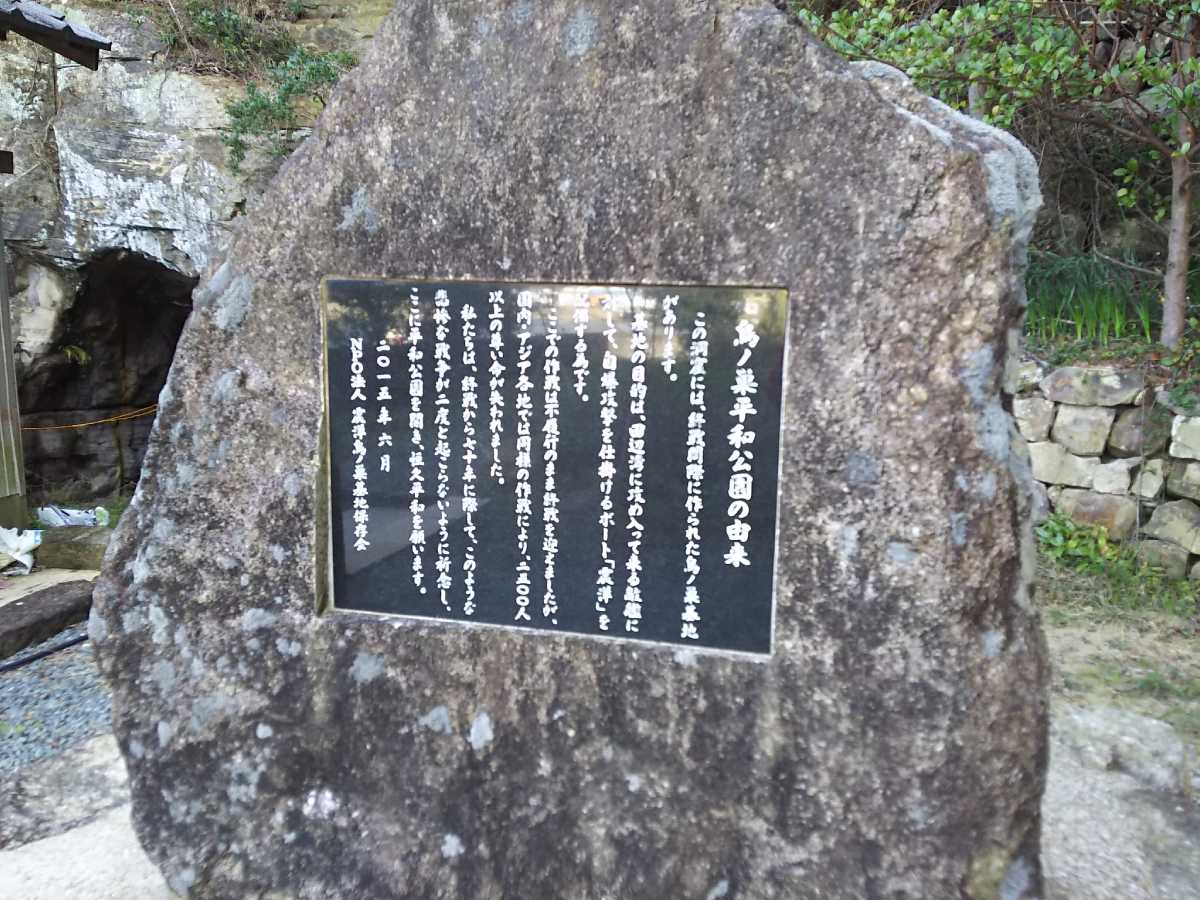 鳥ノ巣平和公園の由来
この洞窟には、終戦間際に作られた鳥ノ巣基地
があります。
基地の目的は、田辺湾に攻め入って来る敵艦に
対して、自爆攻撃を仕掛けるボート「震洋」を
配備する為です。
ここでの作戦は不履行のまま終戦を迎えましたが、
国内・アジア各地では同様の作戦により、二五〇〇人
以上の尊い命が失われました。
私たちは、終戦から七十年に際して、このような
悲惨な戦争が二度と起こらないように祈念し、
ここに平和公園を開き、恒久平和を願います。
二〇一五年六月
NPO法人 震洋鳥ノ巣基地保存会